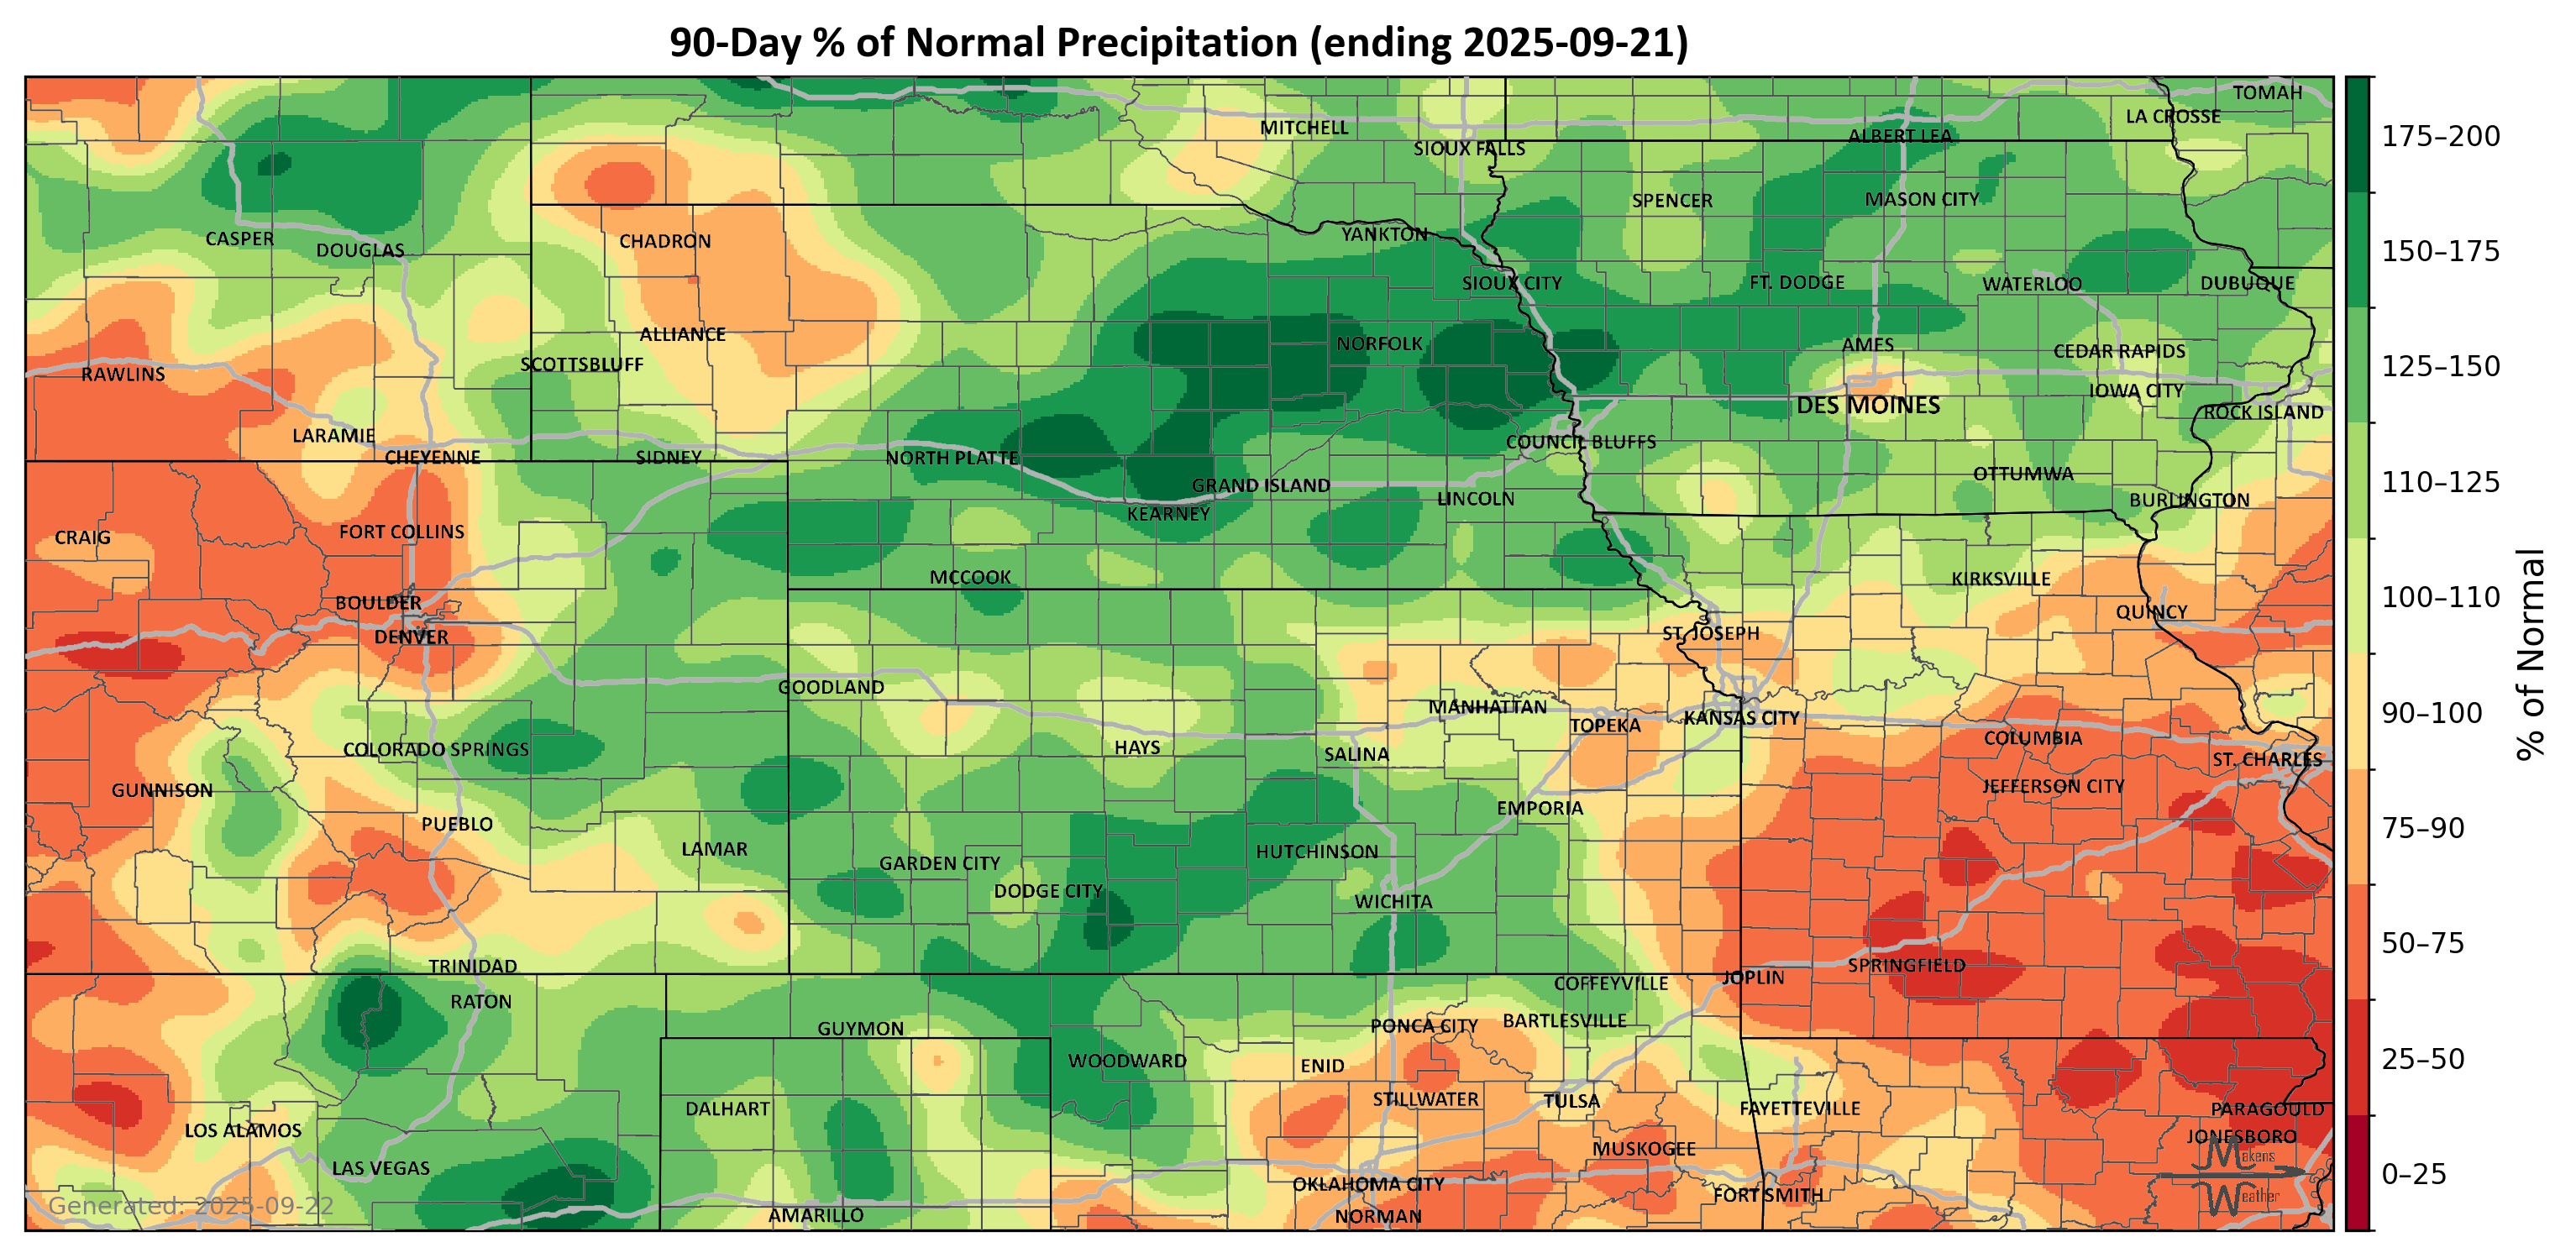 90-Day % of Normal Precipitation (ending 2025-09-21)
TOMAH
LA CROSSE
MITCHELL
ALBERT LEA
SIOUX FALLS
SPENCER
MASON CITY
CASPER
DOUGLAS
CHADRON
YANKTON
SIOUX CITY
FT. DODGE
WATERLOO
DUBUQUE
ALLIANCE
NORFOLK
AMES
CEDAR RAPIDS
SCOTTSBLUFF
RAWLINS
IOWA CITY
DES MOINES
ROCK ISLAND
LARAMIE
COUNCIL BLUFFS
CHEYENNE
SIDNEY
NORTH PLATTE
OTTUMWA
GRAND ISLAND
LINCOLN
BURLINGTON
KEARNEY
CRAIG
FORT COLLINS
MCCOOK
KIRKSVILLE
BOULDER
QUINCY
DENVER
ST. JOSEPH
GOODLAND
MANHATTAN
TOPEKA
KANSAS CITY
COLUMBIA
COLORADO SPRINGS
HAYS
SALINA
ST. CHARLES
GUNNISON
JEFFERSON CITY
EMPORIA
PUEBLO
LAMAR
GARDEN CITY
HUTCHINSON
DODGE CITY
WICHITA
TRINIDAD
SPRINGFIELD
JOPLIN
COFFEYVILLE
RATON
GUYMON
PONCA CITY
BARTLESVILLE
WOODWARD
ENID
STILLWATER
TULSA
DALHART
FAYETTEVILLE
PARAGOULD
LOS ALAMOS
JONESBORO
MUSKOGEE
LAS VEGAS
OKLAHOMA CITY
FORT SMITH
AMARILLO
NORMAN
Generated: 2025-09-22
Makens
Weather
175–200
150–175
125–150
110–125
100–110
90–100
75–90
50–75
25–50
0–25
% of Normal